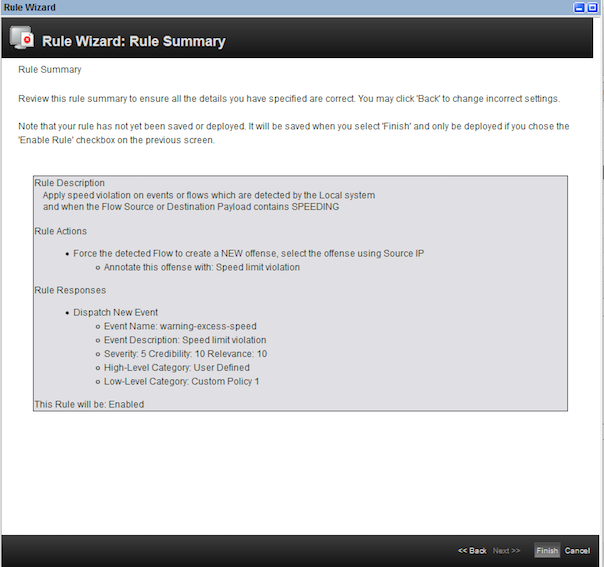 Rule Wizard
Rule Wizard: Rule Summary
Rule Summary
Review this rule summary to ensure all the details you have specified are correct. You may click 'Back' to change incorrect settings.
Note that your rule has not yet been saved or deployed. It will be saved when you select 'Finish' and only be deployed if you chose the
'Enable Rule' checkbox on the previous screen.
Rule Description
Apply speed violation on events or flows which are detected by the Local system
and when the Flow Source or Destination Payload contains SPEEDING
Rule Actions
Force the detected Flow to create a NEW offense, select the offense using Source IP
Annotate this offense with: Speed limit violation
Rule Responses
Dispatch New Event
Event Name: warning-excess-speed
Event Description: Speed limit violation
Severity: 5 Credibility: 10 Relevance: 10
High-Level Category: User Defined
Low-Level Category: Custom Policy 1
This Rule will be: Enabled
<< Back Next >> Finish Cancel